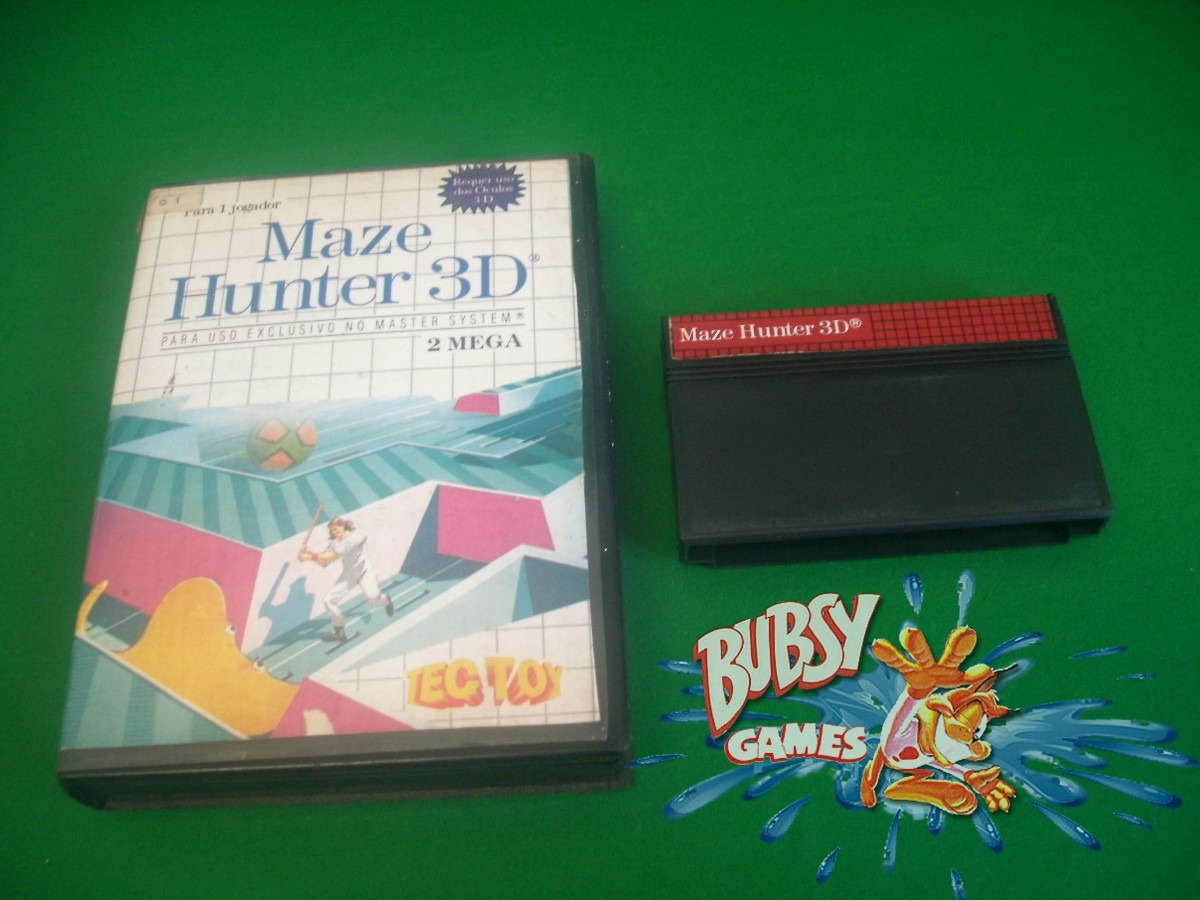 Para 1 jogador
Requer uso
dos Óculos
3D
Maze
Hunter 3D®
PARA USO EXCLUSIVO NO MASTER SYSTEM®
2 MEGA
TEC TOY
Maze Hunter 3D®
BUBSY
GAMES